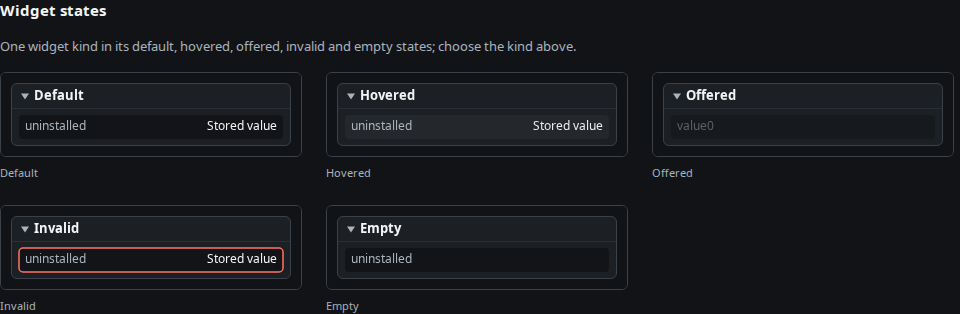 Widget states
One widget kind in its default, hovered, offered, invalid and empty states; choose the kind above.
Default
uninstalled Stored value
Default
Hovered
uninstalled Stored value
Hovered
Offered
value0
Offered
Invalid
uninstalled Stored value
Invalid
Empty
uninstalled
Empty